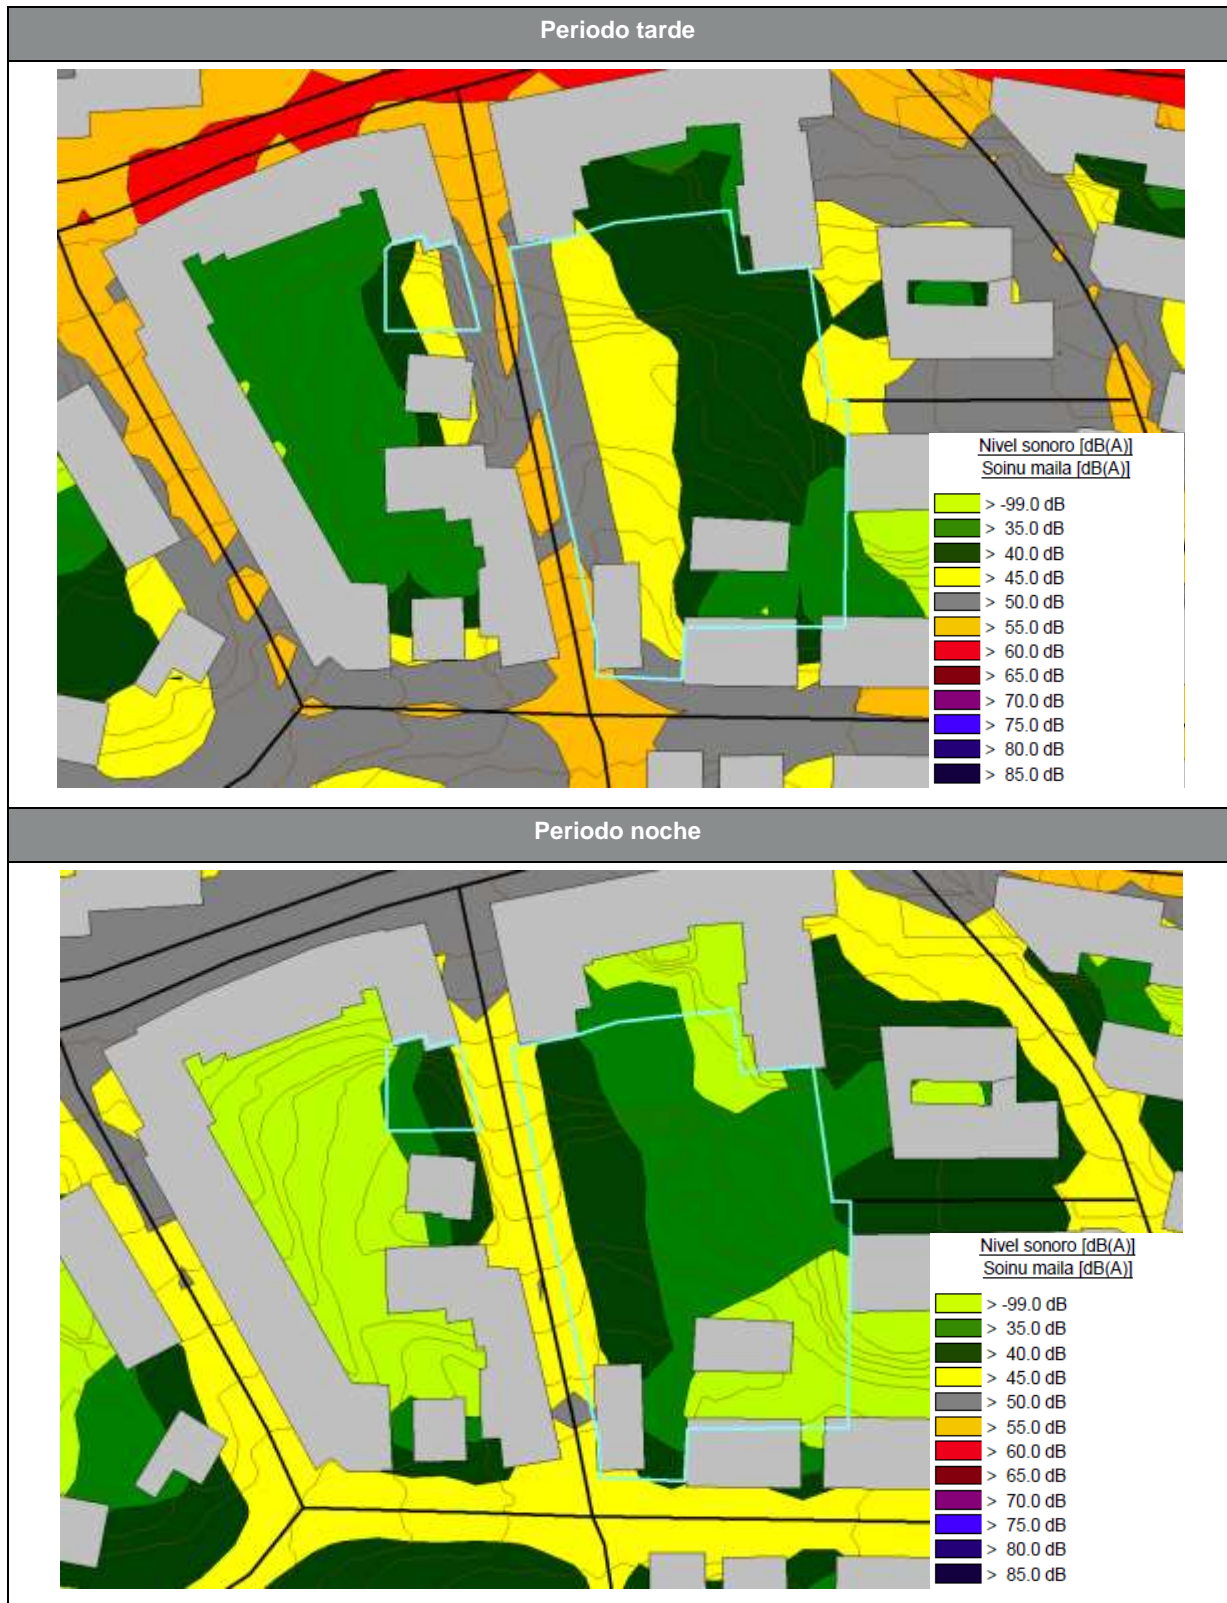 Periodo tarde
Nivel sonoro [dB(A)]
Soinu maila [dB(A)]
> -99.0 dB
> 35.0 dB
> 40.0 dB
> 45.0 dB
> 50.0 dB
> 55.0 dB
> 60.0 dB
> 65.0 dB
> 70.0 dB
> 75.0 dB
> 80.0 dB
> 85.0 dB
Periodo noche
Nivel sonoro [dB(A)]
Soinu maila [dB(A)]
> -99.0 dB
> 35.0 dB
> 40.0 dB
> 45.0 dB
> 50.0 dB
> 55.0 dB
> 60.0 dB
> 65.0 dB
> 70.0 dB
> 75.0 dB
> 80.0 dB
> 85.0 dB